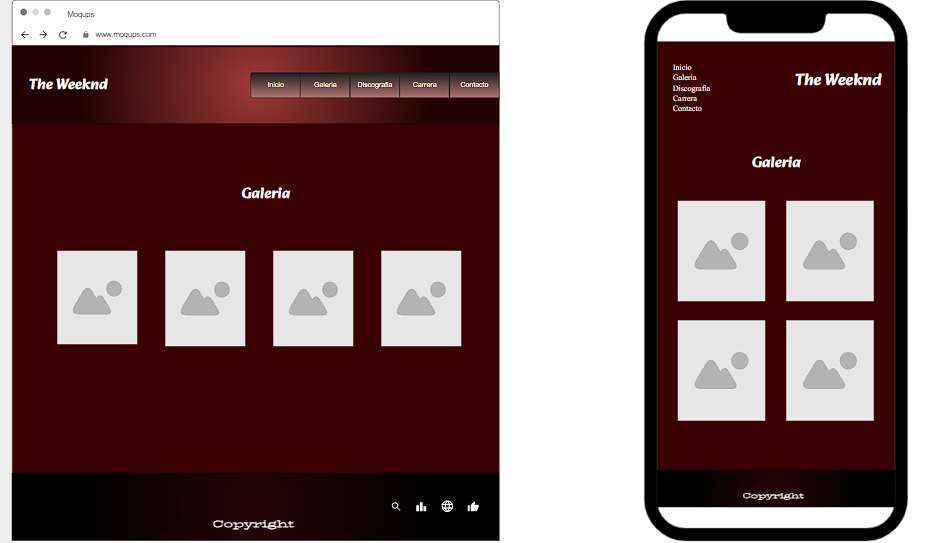 Moqups
www.moqups.com
The Weeknd
Inicio
Galeria
Discografia
Carrera
Contacto
Galeria
Copyright
Inicio
Galeria
Discografia
Carrera
Contacto
The Weeknd
Galeria
Copyright